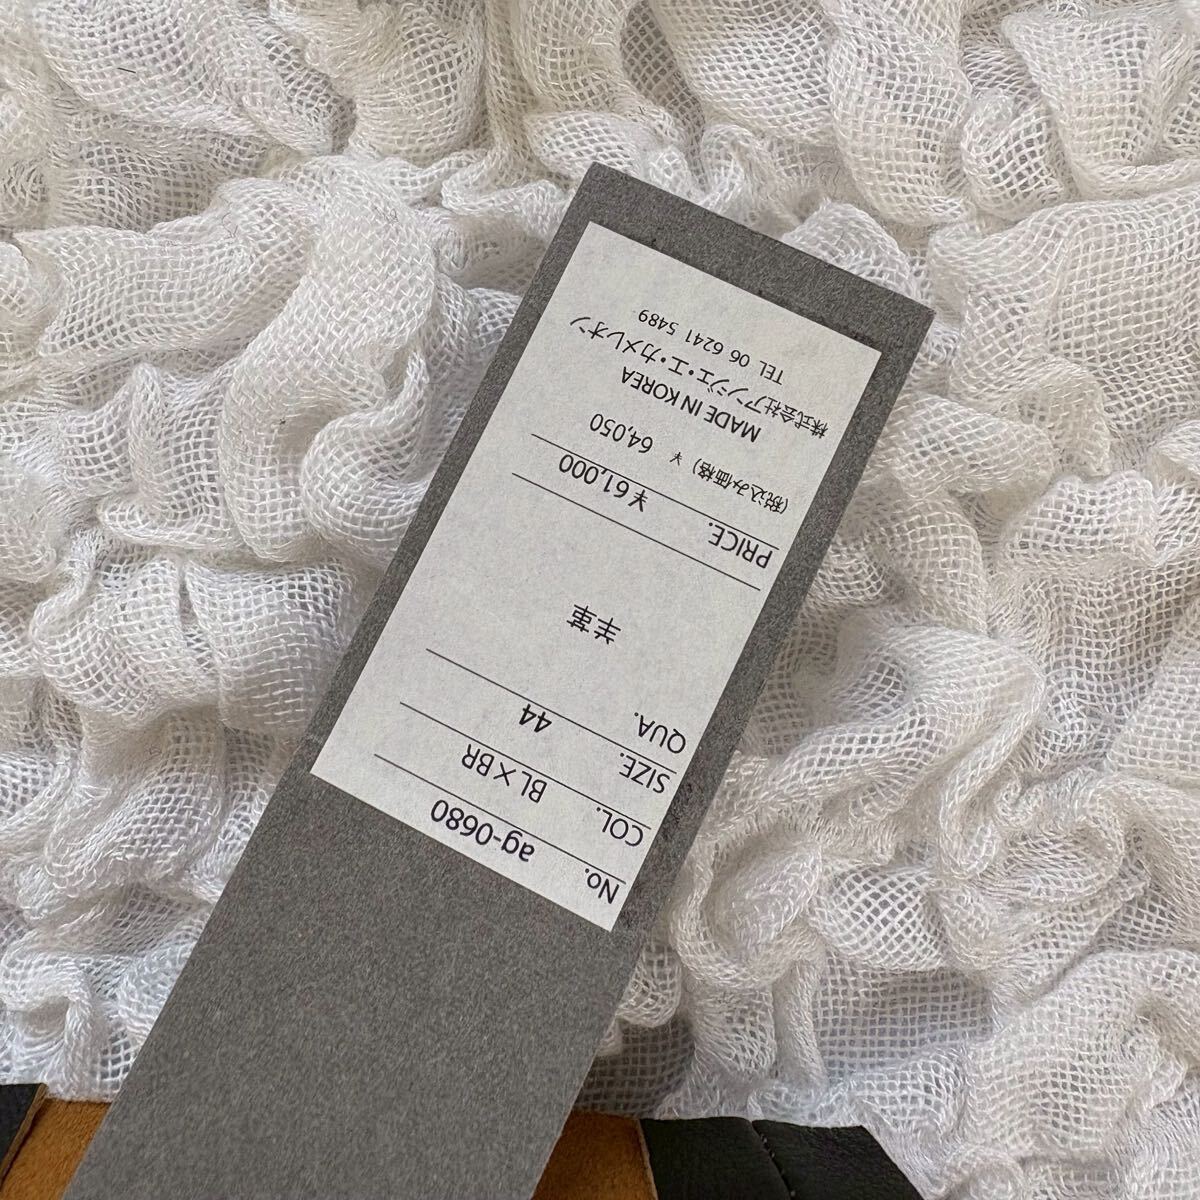 No. ag-0680
COL. BL×BR
SIZE. 44
QUA.
羊革
PRICE. ¥61,000
(税込み価格) ¥ 64,050
MADE IN KOREA
株式会社アンジェ・エ・カメレオン
TEL 06 6241 5489